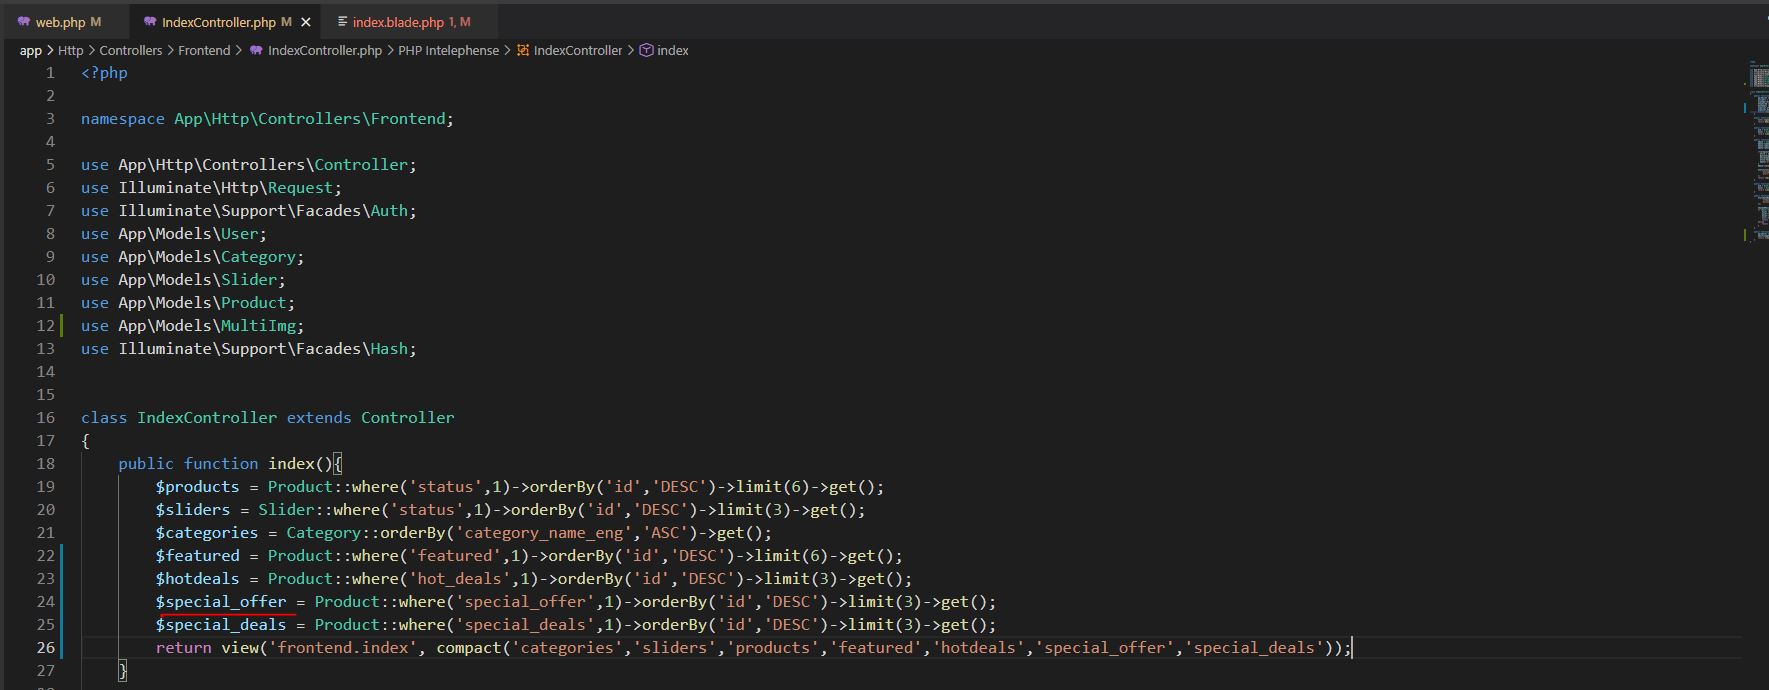 web.php M IndexController.php M × index.blade.php 1, M
app > Http > Controllers > Frontend > IndexController.php > PHP Intelephense > IndexController > index
1 <?php
2
3 namespace App\Http\Controllers\Frontend;
4
5 use App\Http\Controllers\Controller;
6 use Illuminate\Http\Request;
7 use Illuminate\Support\Facades\Auth;
8 use App\Models\User;
9 use App\Models\Category;
10 use App\Models\Slider;
11 use App\Models\Product;
12 use App\Models\MultiImg;
13 use Illuminate\Support\Facades\Hash;
14
15
16 class IndexController extends Controller
17 {
18 public function index(){
19 $products = Product::where('status',1)->orderBy('id','DESC')->limit(6)->get();
20 $sliders = Slider::where('status',1)->orderBy('id','DESC')->limit(3)->get();
21 $categories = Category::orderBy('category_name_eng','ASC')->get();
22 $featured = Product::where('featured',1)->orderBy('id','DESC')->limit(6)->get();
23 $hotdeals = Product::where('hot_deals',1)->orderBy('id','DESC')->limit(3)->get();
24 $special_offer = Product::where('special_offer',1)->orderBy('id','DESC')->limit(3)->get();
25 $special_deals = Product::where('special_deals',1)->orderBy('id','DESC')->limit(3)->get();
26 return view('frontend.index', compact('categories','sliders','products','featured','hotdeals','special_offer','special_deals'));
27 }